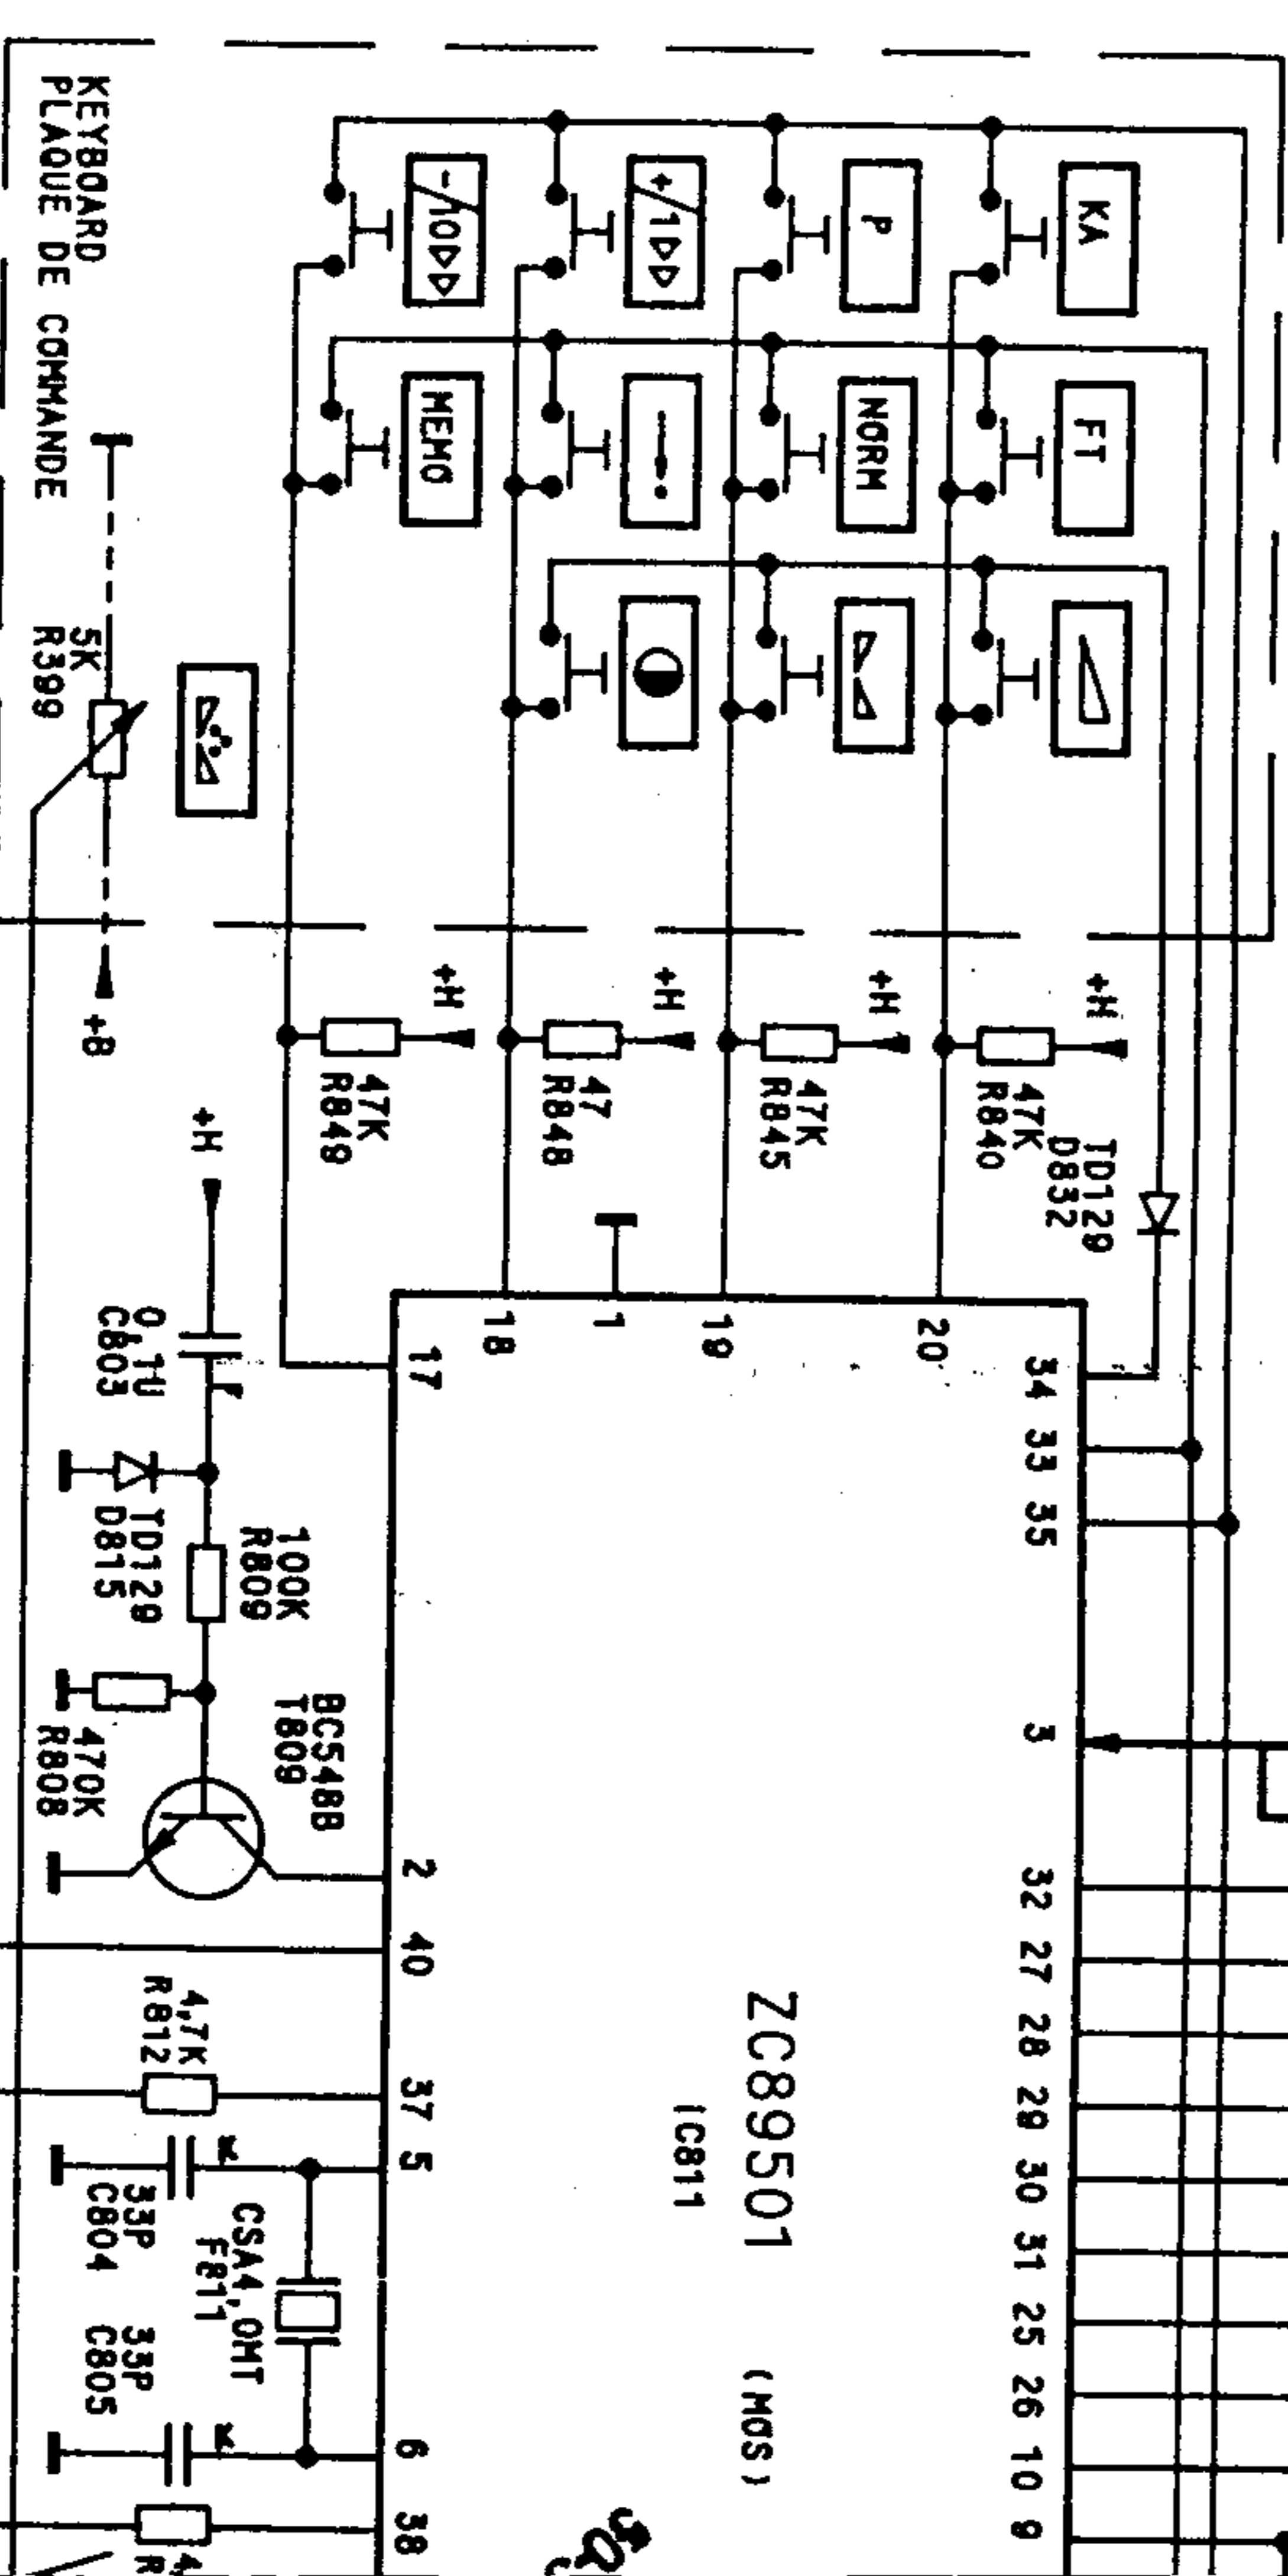 KEYBOARD
PLAQUE DE COMMANDE
-/10
+/1
P
KA
MEMO
NORM
FT
5K
R399
+B
+H
+H
+H
+H
47K
R849
47
R848
47K
R845
47K
R840
TD129
D832
+H
0,1U
C803
TD129
D815
100K
R809
470K
R808
BC548B
T809
17
18
1
19
20
34
33
35
3
2
40
37
5
6
38
32
27
28
29
30
31
25
26
10
9
4,7K
R812
33P
C804
CSA4,0MT
F811
33P
C805
4,
R
ZC89501
IC811
(MOS)